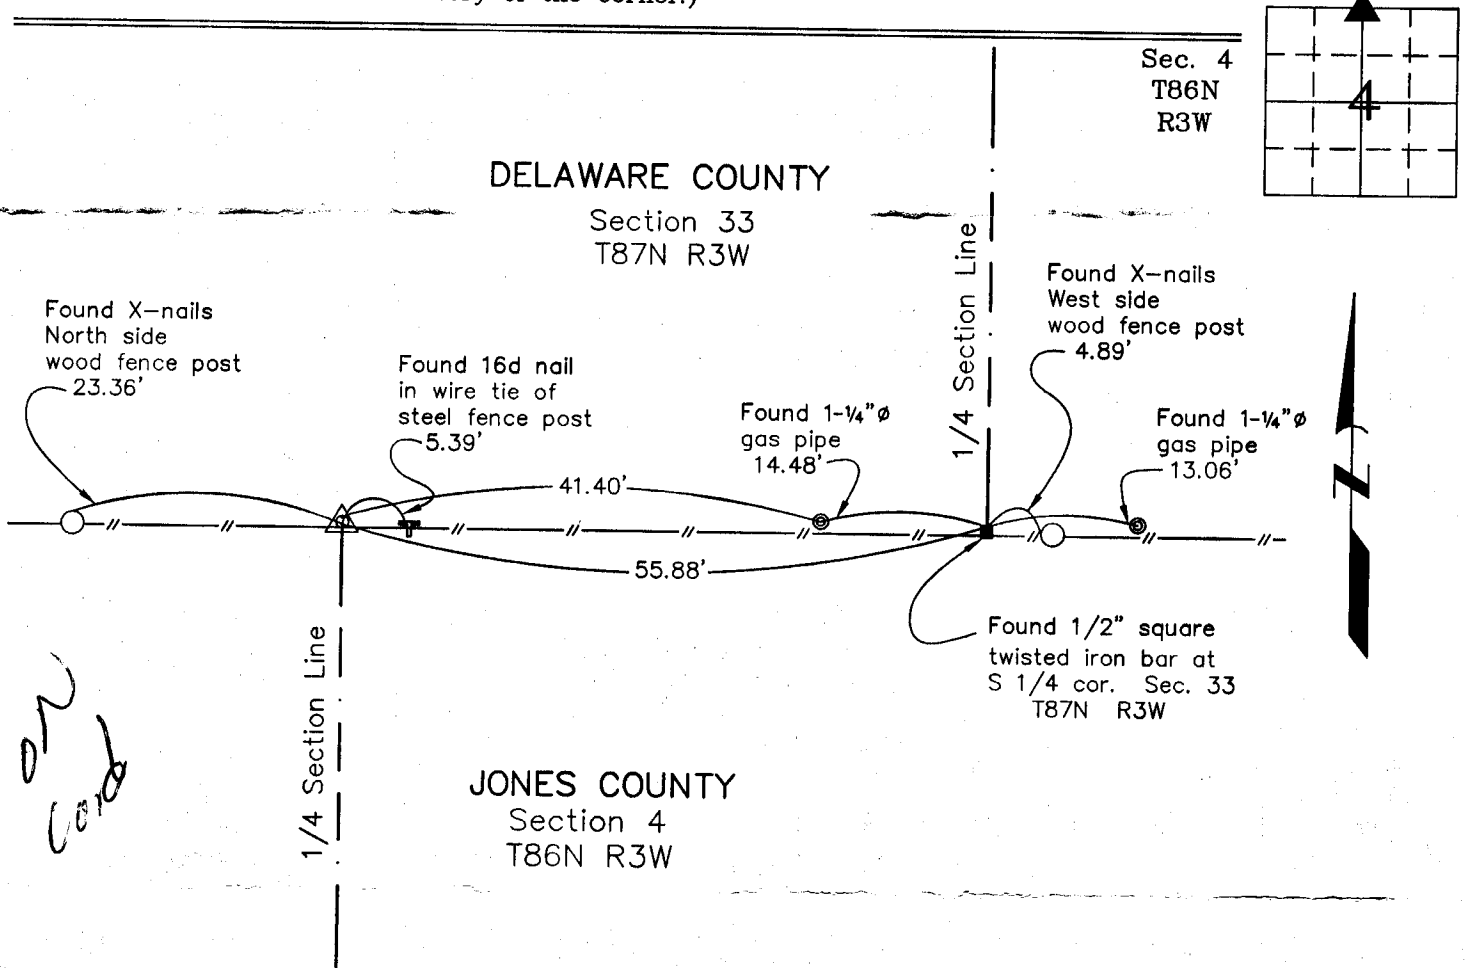 Sec. 4
T86N
R3W
4
DELAWARE COUNTY
Section 33
T87N R3W
1/4 Section Line
Found X-nails
North side
wood fence post
23.36'
Found 16d nail
in wire tie of
steel fence post
5.39'
Found 1-1/4"ø
gas pipe
14.48'
Found X-nails
West side
wood fence post
4.89'
Found 1-1/4"ø
gas pipe
13.06'
41.40'
55.88'
N
Found 1/2" square
twisted iron bar at
S 1/4 cor. Sec. 33
T87N R3W
1/4 Section Line
JONES COUNTY
Section 4
T86N R3W
on
Cord